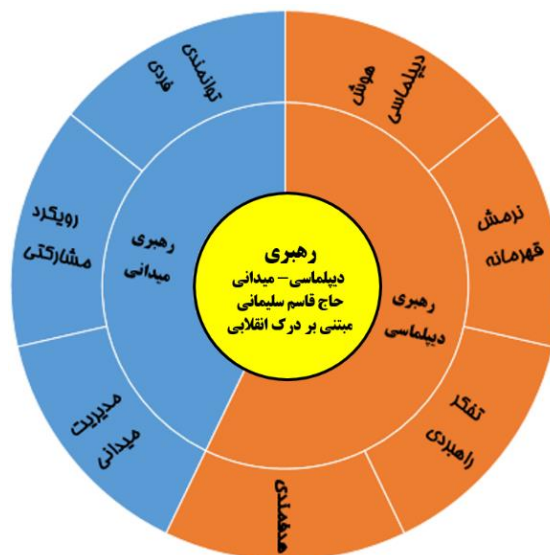 رهبری
دیپلماسی- میدانی
حاج قاسم سلیمانی
مبتنی بر درک انقلابی
رهبری
دیپلماسی
رهبری
میدانی
دیپلماسی
هوش
نرمش
قهرمانه
تفکر
راهبردی
هدفمندی
مدیریت
میدانی
رویکرد
مشارکتی
توانمندی
فردی